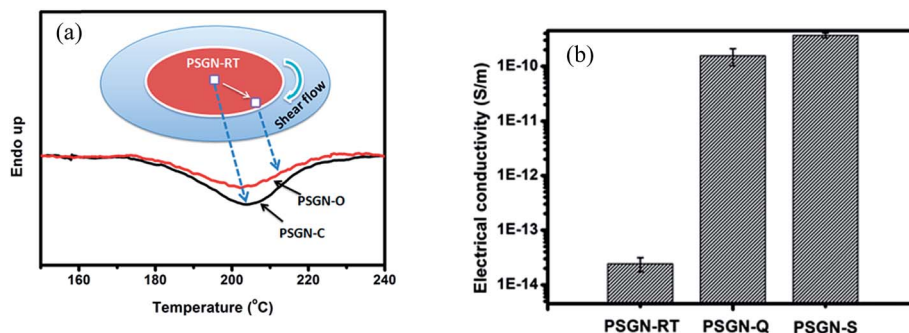 (a)
PSGN-RT
Shear flow
Endo up
PSGN-O
PSGN-C
160 180 200 220 240
Temperature (°C)
(b)
Electrical conductivity (S/m)
1E-10
1E-11
1E-12
1E-13
1E-14
PSGN-RT PSGN-Q PSGN-S